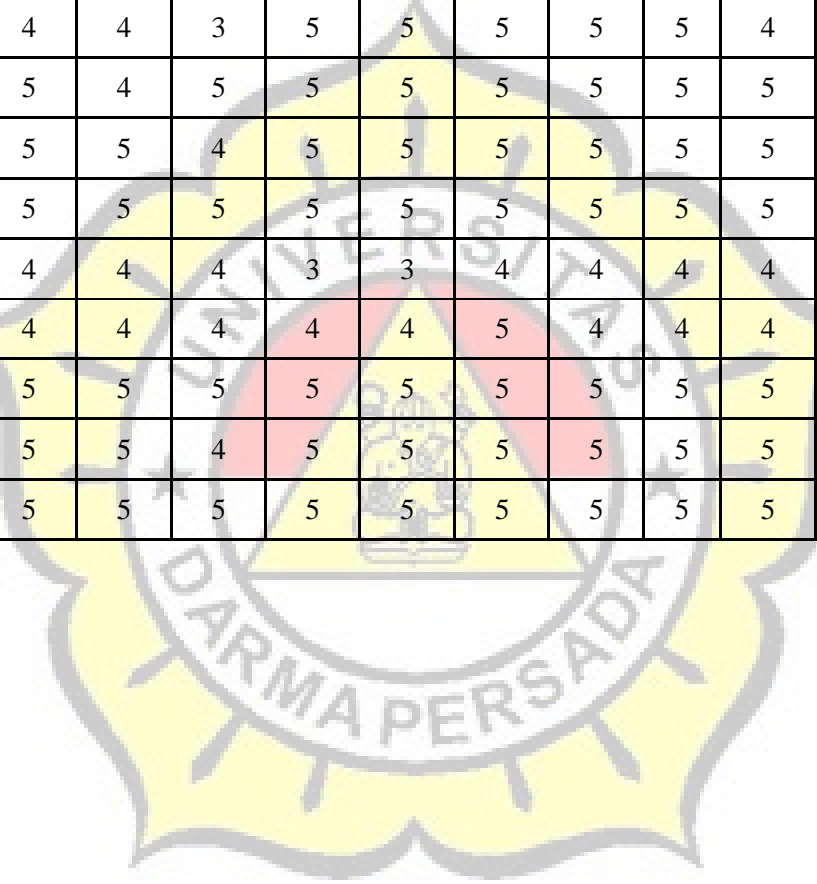 4 4 3 5 5 5 5 5 4
5 4 5 5 5 5 5 5 5
5 5 4 5 5 5 5 5 5
5 5 5 5 5 5 5 5 5
4 4 4 3 3 4 4 4 4
4 4 4 4 4 5 4 4 4
5 5 5 5 5 5 5 5 5
5 5 4 5 5 5 5 5 5
5 5 5 5 5 5 5 5 5
UNIVERSITAS
DARMA PERSADA